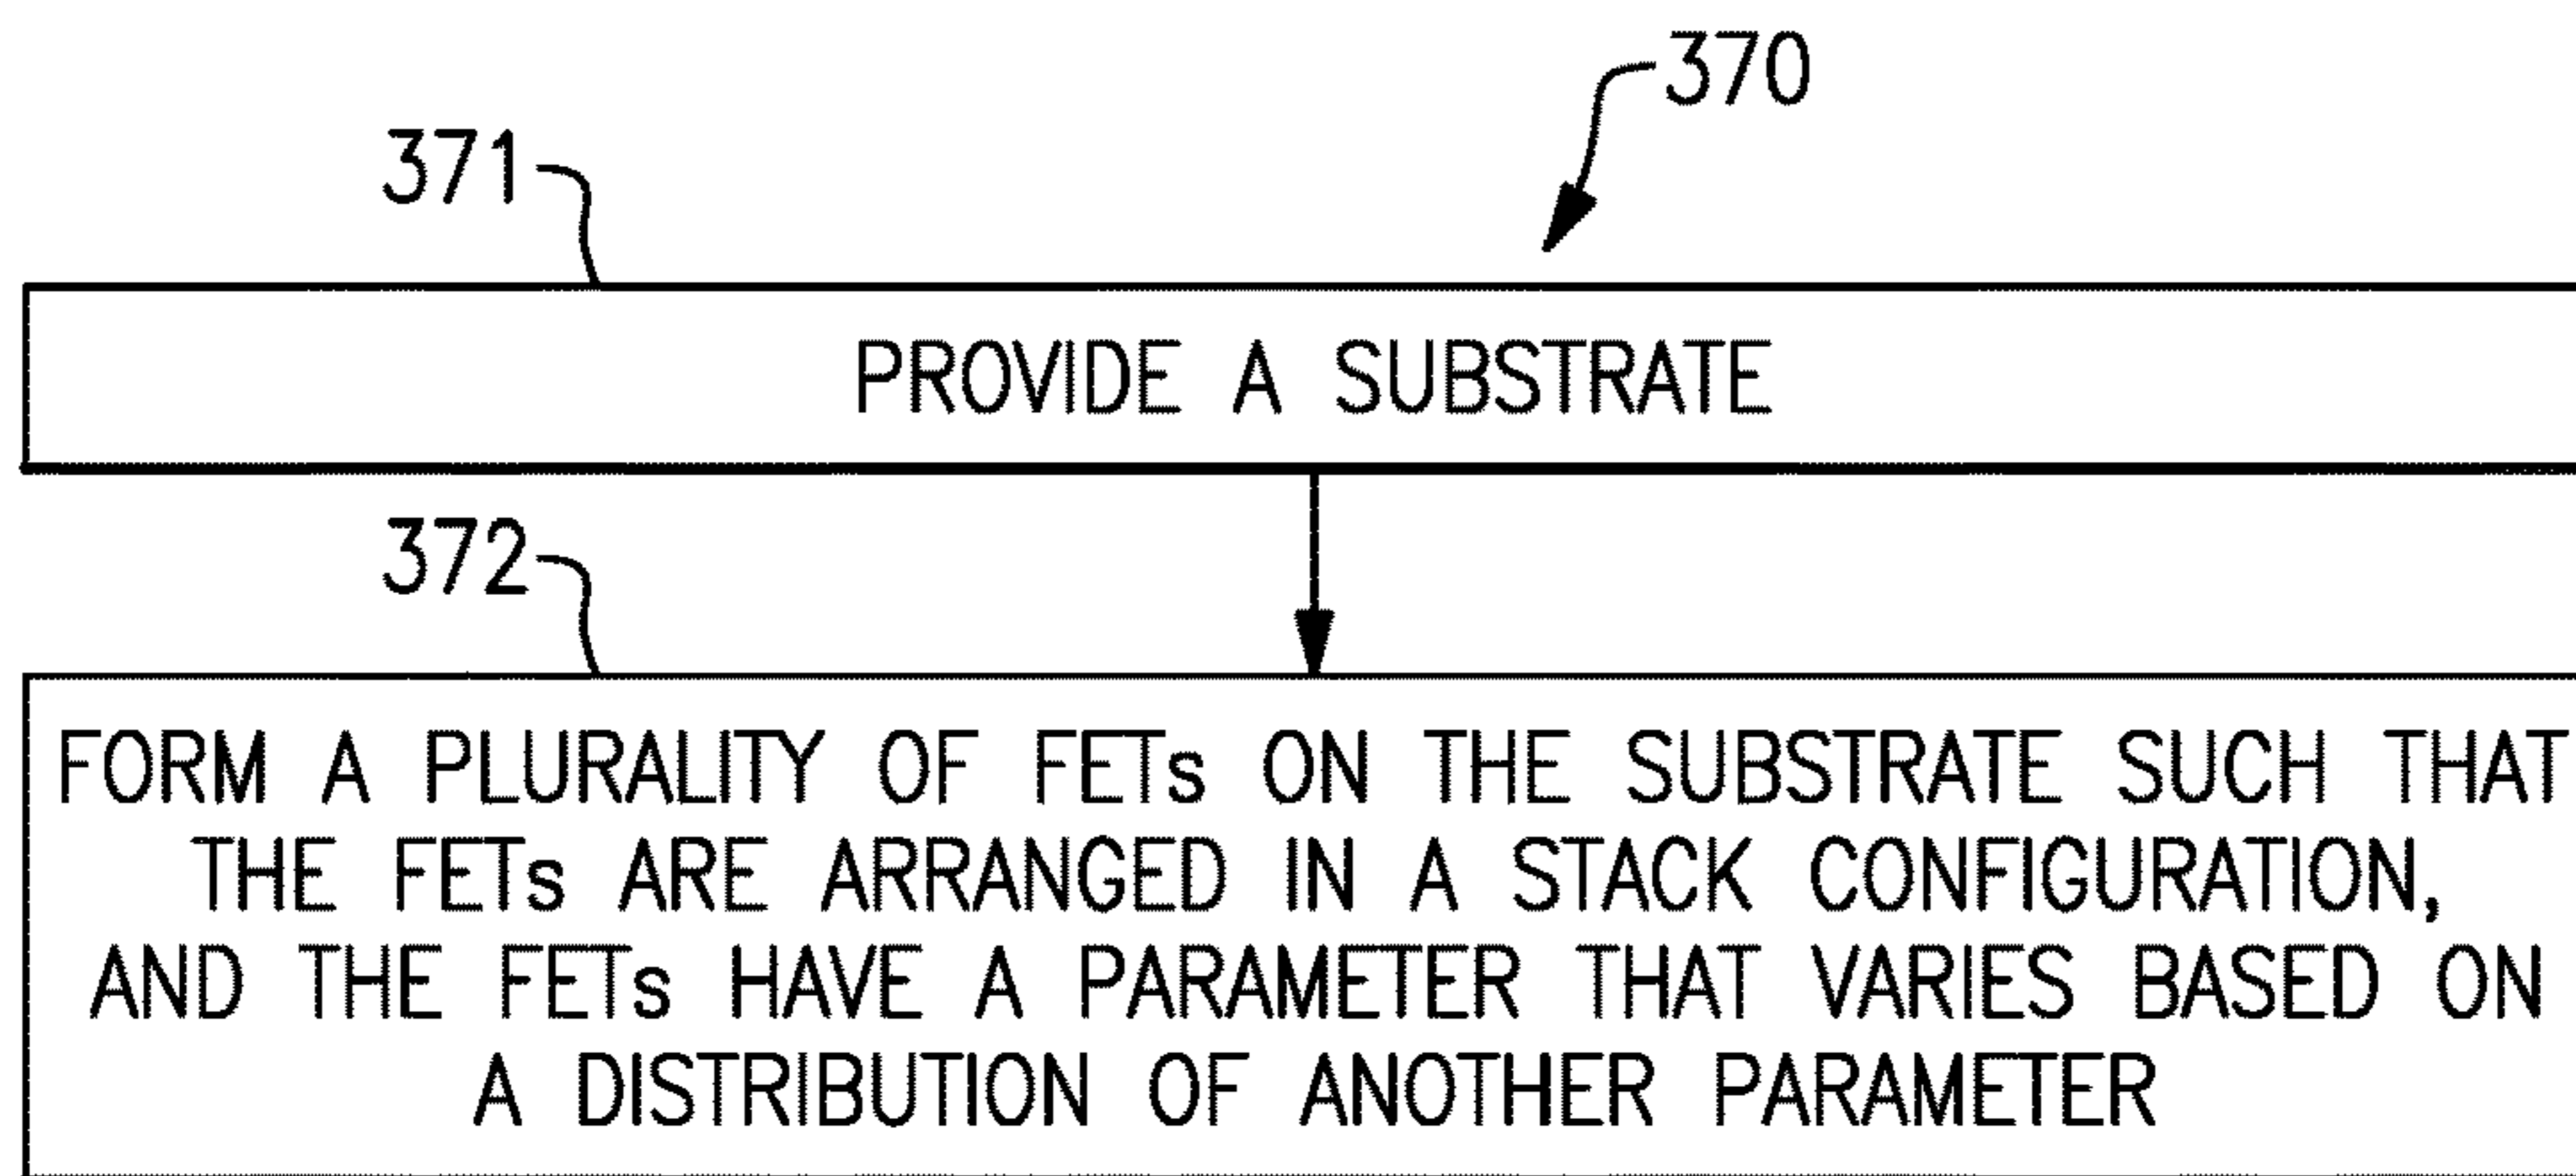 370
371
PROVIDE A SUBSTRATE
372
FORM A PLURALITY OF FETs ON THE SUBSTRATE SUCH THAT
THE FETs ARE ARRANGED IN A STACK CONFIGURATION,
AND THE FETs HAVE A PARAMETER THAT VARIES BASED ON
A DISTRIBUTION OF ANOTHER PARAMETER